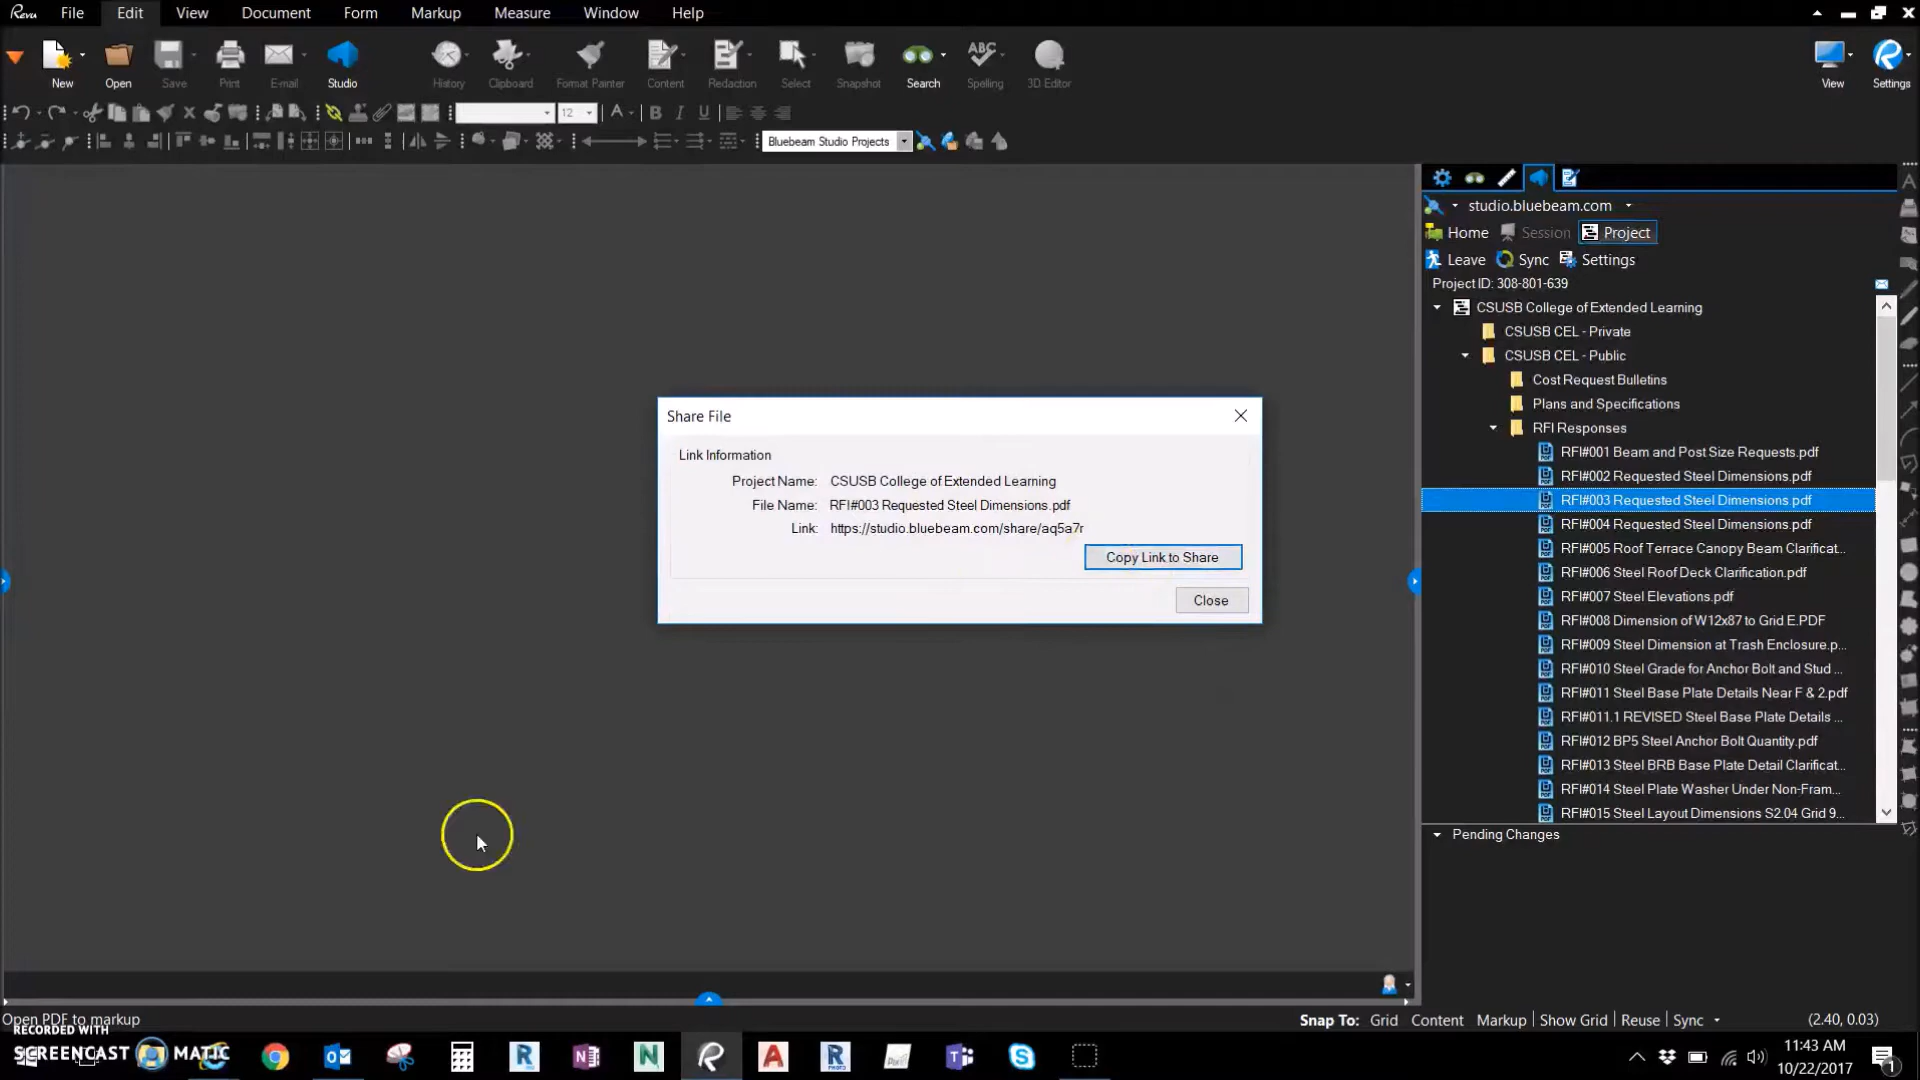 Revu File Edit View Document Form Markup Measure Window Help
New Open Save Print E-mail Studio History Clipboard Format Painter Content Redaction Select Snapshot Search Spelling 3D Editor View Settings
ABC
12 A B I U
Bluebeam Studio Projects
studio.bluebeam.com
Home Session Project
Leave Sync Settings
Project ID: 308-801-639
CSUSB College of Extended Learning
CSUSB CEL - Private
CSUSB CEL - Public
Cost Request Bulletins
Plans and Specifications
RFI Responses
RFI#001 Beam and Post Size Requests.pdf
RFI#002 Requested Steel Dimensions.pdf
RFI#003 Requested Steel Dimensions.pdf
RFI#004 Requested Steel Dimensions.pdf
RFI#005 Roof Terrace Canopy Beam Clarificat...
RFI#006 Steel Roof Deck Clarification.pdf
RFI#007 Steel Elevations.pdf
RFI#008 Dimension of W12x87 to Grid E.PDF
RFI#009 Steel Dimension at Trash Enclosure.p...
RFI#010 Steel Grade for Anchor Bolt and Stud ...
RFI#011 Steel Base Plate Details Near F & 2.pdf
RFI#011.1 REVISED Steel Base Plate Details ...
RFI#012 BP5 Steel Anchor Bolt Quantity.pdf
RFI#013 Steel BRB Base Plate Detail Clarificat...
RFI#014 Steel Plate Washer Under Non-Fram...
RFI#015 Steel Layout Dimensions S2.04 Grid 9...
Pending Changes
Share File
Link Information
Project Name: CSUSB College of Extended Learning
File Name: RFI#003 Requested Steel Dimensions.pdf
Link: https://studio.bluebeam.com/share/aq5a7r
Copy Link to Share
Close
Open PDF to markup
Snap To: Grid Content Markup Show Grid Reuse Sync (2.40, 0.03)
RECORDED WITH
SCREENCAST MATIC
11:43 AM
10/22/2017